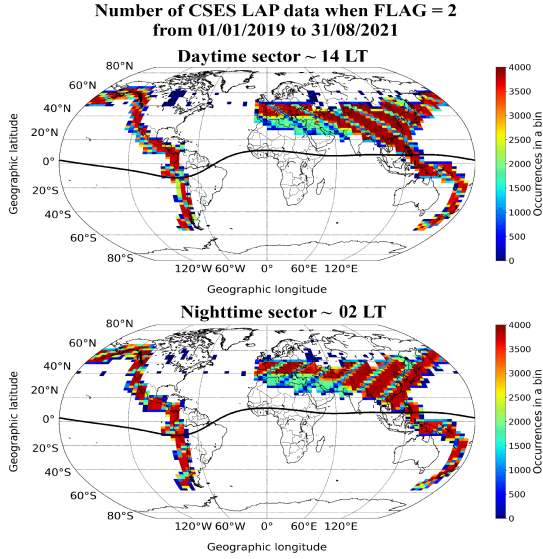 Number of CSES LAP data when FLAG = 2
from 01/01/2019 to 31/08/2021
Daytime sector ~ 14 LT
80°N
60°N
40°N
20°N
0°
20°S
40°S
60°S
80°S
120°W 60°W 0° 60°E 120°E
Geographic longitude
Geographic latitude
4000
3500
3000
2500
2000
1500
1000
500
0
Occurrences in a bin
Nighttime sector ~ 02 LT
80°N
60°N
40°N
20°N
0°
20°S
40°S
60°S
80°S
120°W 60°W 0° 60°E 120°E
Geographic longitude
Geographic latitude
4000
3500
3000
2500
2000
1500
1000
500
0
Occurrences in a bin